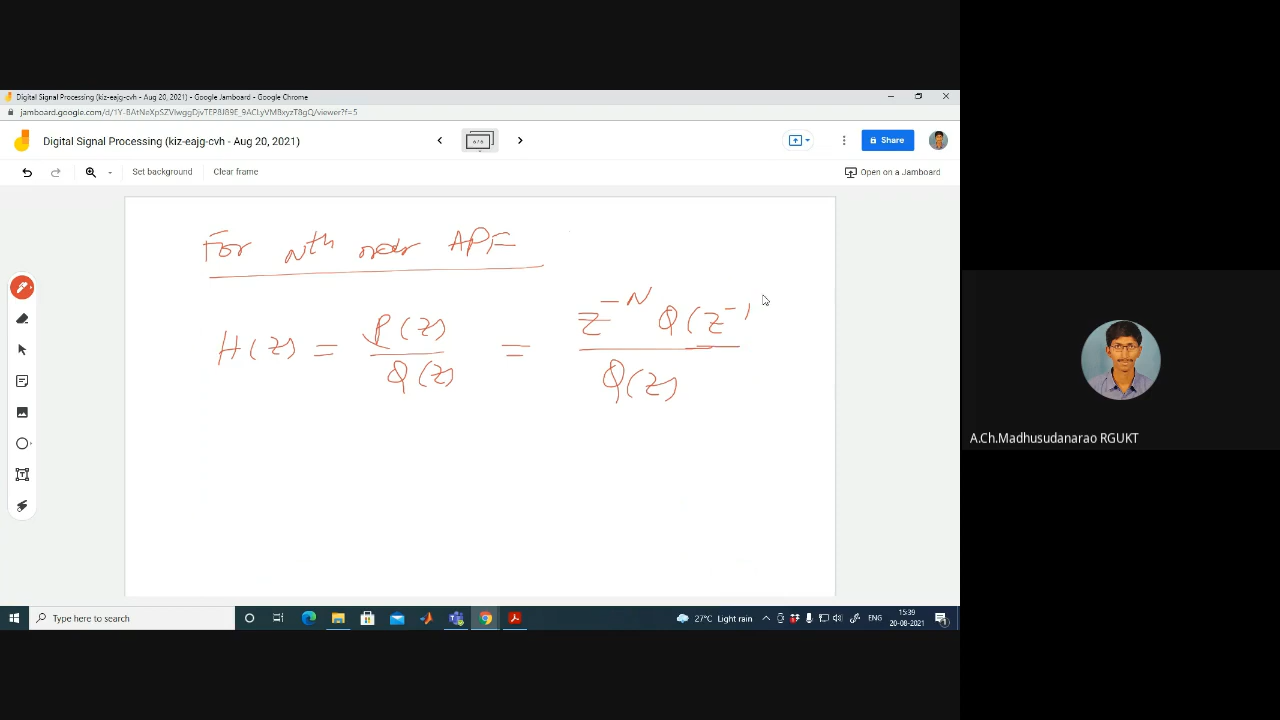 Digital Signal Processing (kiz-eajg-cvh - Aug 20, 2021) - Google Jamboard - Google Chrome
Digital Signal Processing (kiz-eajg-cvh - Aug 20, 2021)
6 / 6
Share
Set background
Clear frame
Open on a Jamboard
For Nth order APF
H(z) = P(z) / Q(z) = z^-N Q(z^-1 / Q(z)
A.Ch.Madhusudanarao RGUKT
Type here to search
27°C Light rain
ENG
15:39
20-08-2021